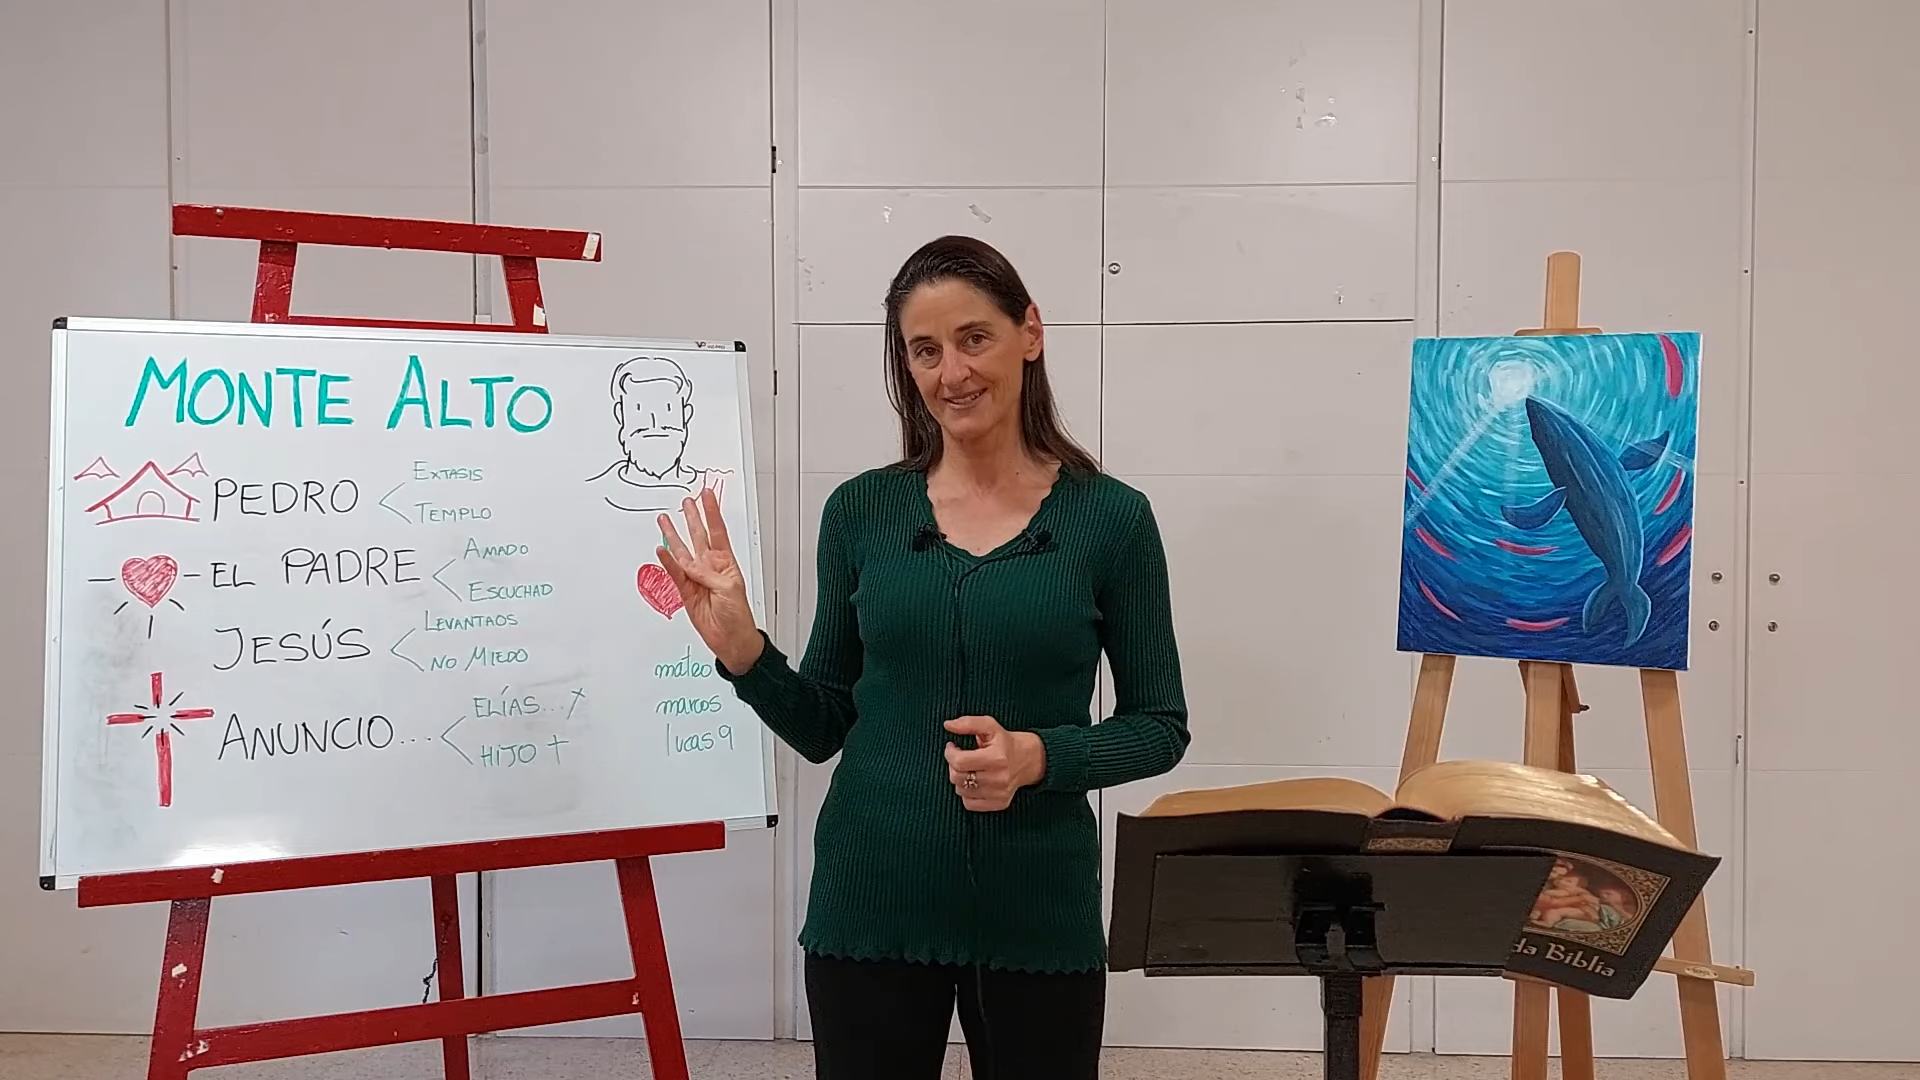 MONTE ALTO
PEDRO
EXTASIS
TEMPLO
EL PADRE
AMADO
ESCUCHAD
JESÚS
LEVANTAOS
NO MIEDO
ANUNCIO...
ELÍAS...
HIJO
mateo
marcos
lucas 9
da Biblia